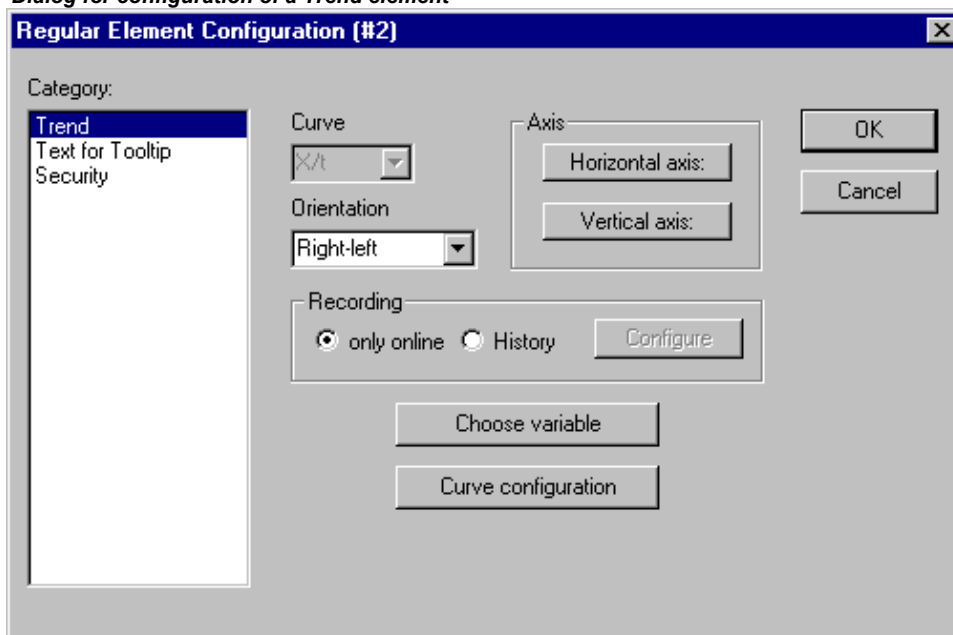 Dialog for configuration of a Trend element
Regular Element Configuration (#2)
Category:
Trend
Text for Tooltip
Security
Curve
X/t
Orientation
Right-left
Axis
Horizontal axis:
Vertical axis:
OK
Cancel
Recording
only online
History
Configure
Choose variable
Curve configuration